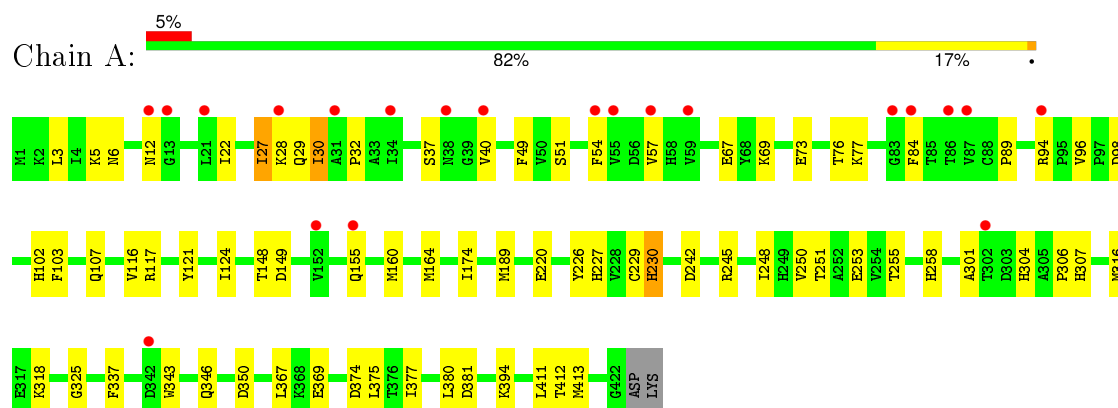 5%
Chain A:
82% 17% •
M1 K2 L3 I4 K5 N6 N12 G13 L21 I22 I27 K28 Q29 I30 A31 P32 A33 I34 S37 N38 G39 V40 F49 V50 S51 F54 V55 D56 V57 H58 V59 E67 Y68 K69 E73 T76 K77 G83 F84 T85 T86 V87 C88 P89 R94 P95 V96 P97 D98
H102 F103 Q107 V116 R117 Y121 I124 T148 D149 V152 Q155 M160 M164 I174 M189 E220 Y226 H227 V228 C229 H230 D242 R245 I248 H249 V250 T251 A252 E253 V254 T255 H258 A301 T302 D303 H304 A305 P306 H307 M316
E317 K318 G325 F337 D342 W343 Q346 D350 L367 K368 E369 D374 L375 T376 I377 L380 D381 K394 L411 T412 M413 G422 ASP LYS